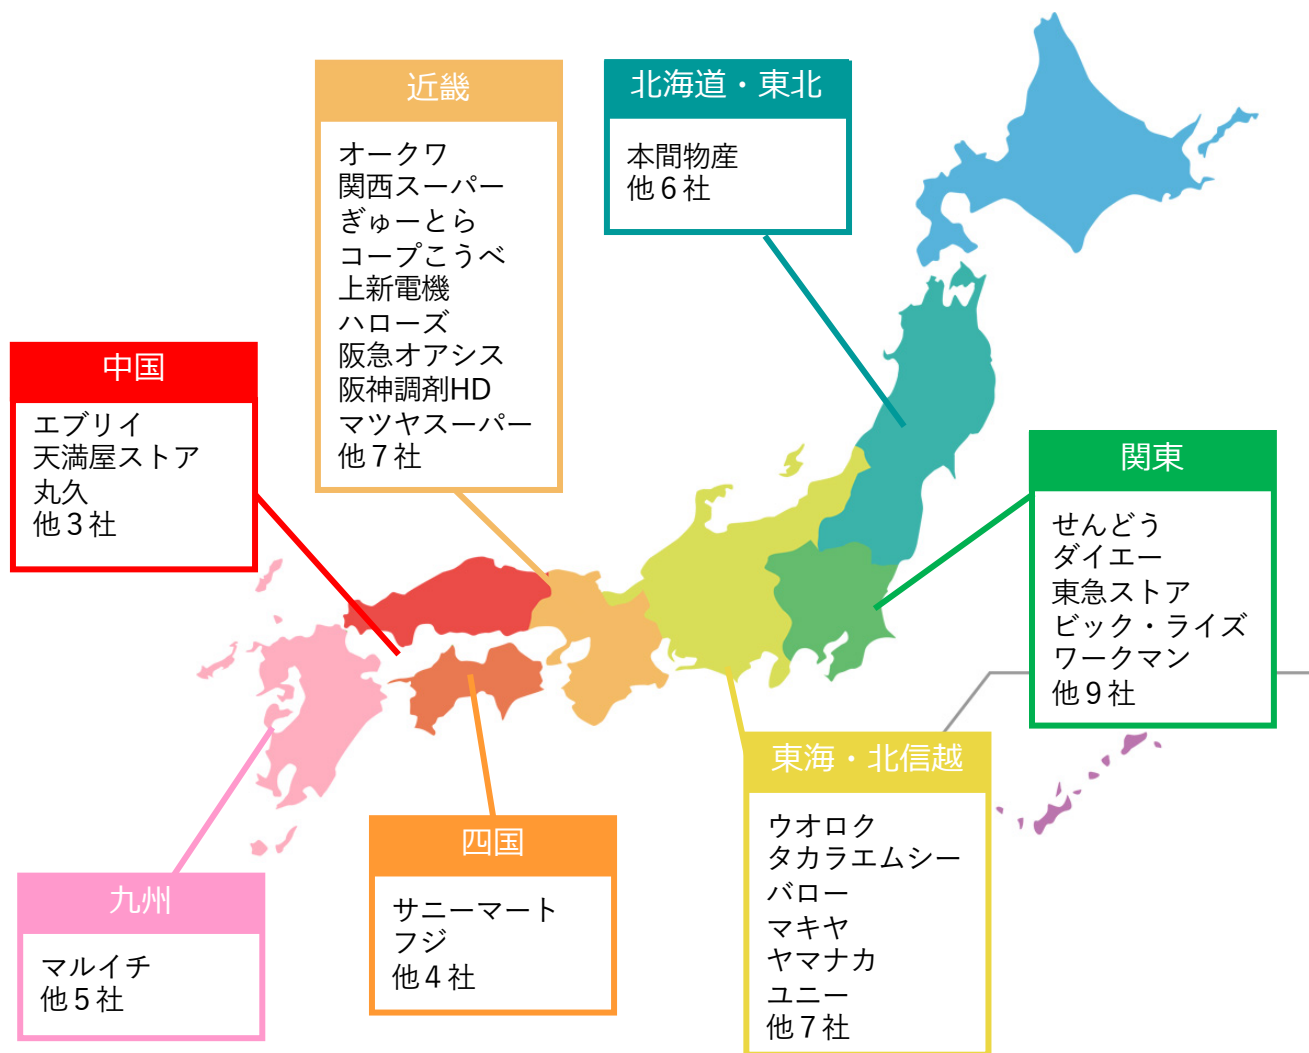 近畿
オークワ
関西スーパー
ぎゅーとら
コープこうべ
上新電機
ハローズ
阪急オアシス
阪神調剤HD
マツヤスーパー
他７社
北海道・東北
本間物産
他６社
中国
エブリイ
天満屋ストア
丸久
他３社
関東
せんどう
ダイエー
東急ストア
ビック・ライズ
ワークマン
他９社
東海・北信越
ウオロク
タカラエムシー
バロー
マキヤ
ヤマナカ
ユニー
他７社
四国
サニーマート
フジ
他４社
九州
マルイチ
他５社